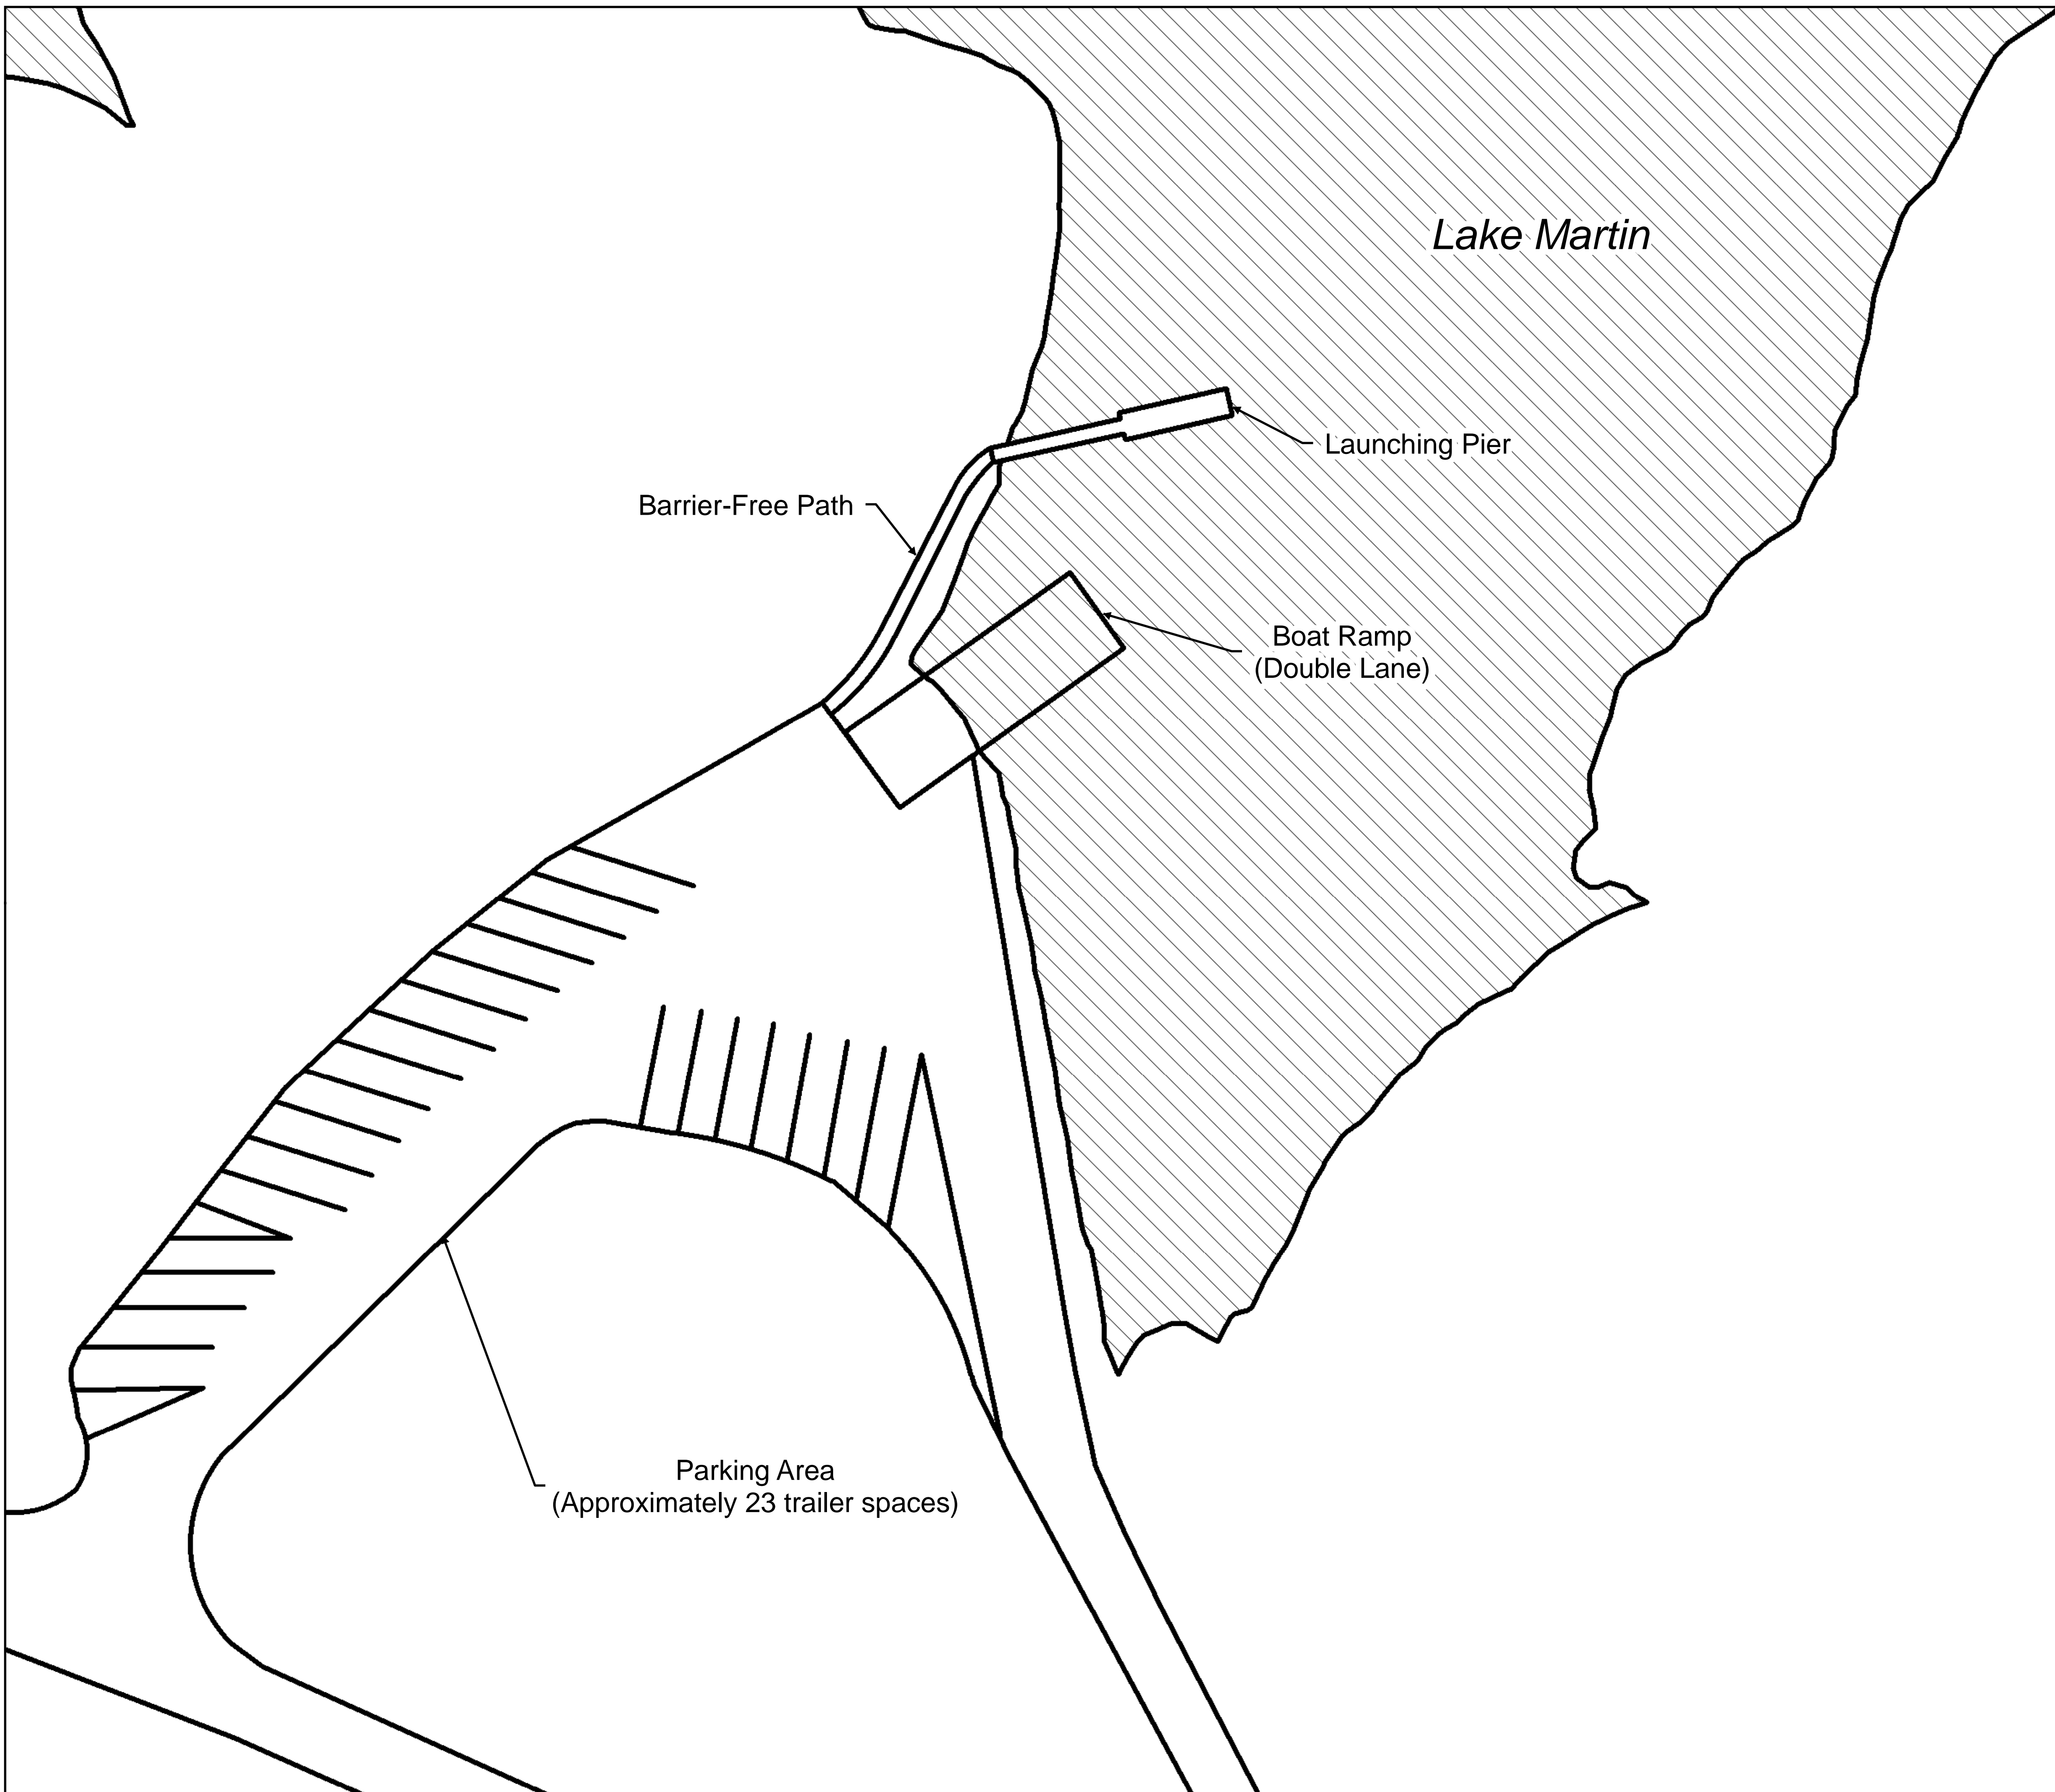 Lake Martin
Launching Pier
Barrier-Free Path
Boat Ramp
(Double Lane)
Parking Area
(Approximately 23 trailer spaces)